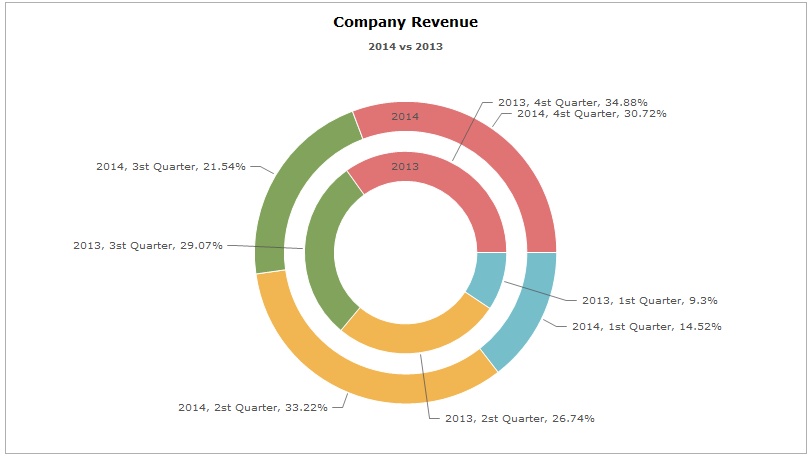 Company Revenue
2014 vs 2013
2013, 4st Quarter, 34.88%
2014, 4st Quarter, 30.72%
2014
2013
2014, 3st Quarter, 21.54%
2013, 3st Quarter, 29.07%
2013, 1st Quarter, 9.3%
2014, 1st Quarter, 14.52%
2014, 2st Quarter, 33.22%
2013, 2st Quarter, 26.74%